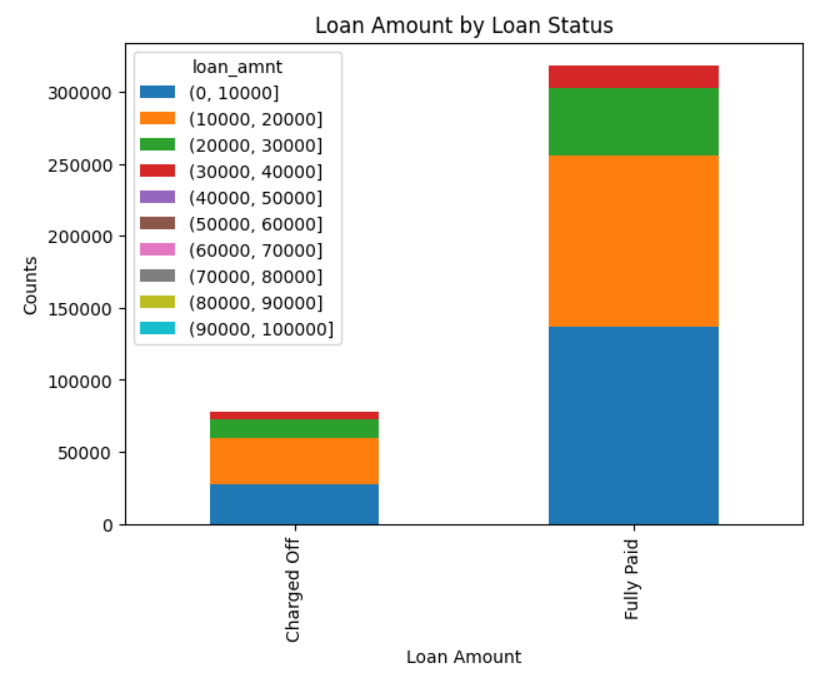 Loan Amount by Loan Status
loan_amnt
(0, 10000]
(10000, 20000]
(20000, 30000]
(30000, 40000]
(40000, 50000]
(50000, 60000]
(60000, 70000]
(70000, 80000]
(80000, 90000]
(90000, 100000]
Counts
300000
250000
200000
150000
100000
50000
0
Charged Off
Fully Paid
Loan Amount